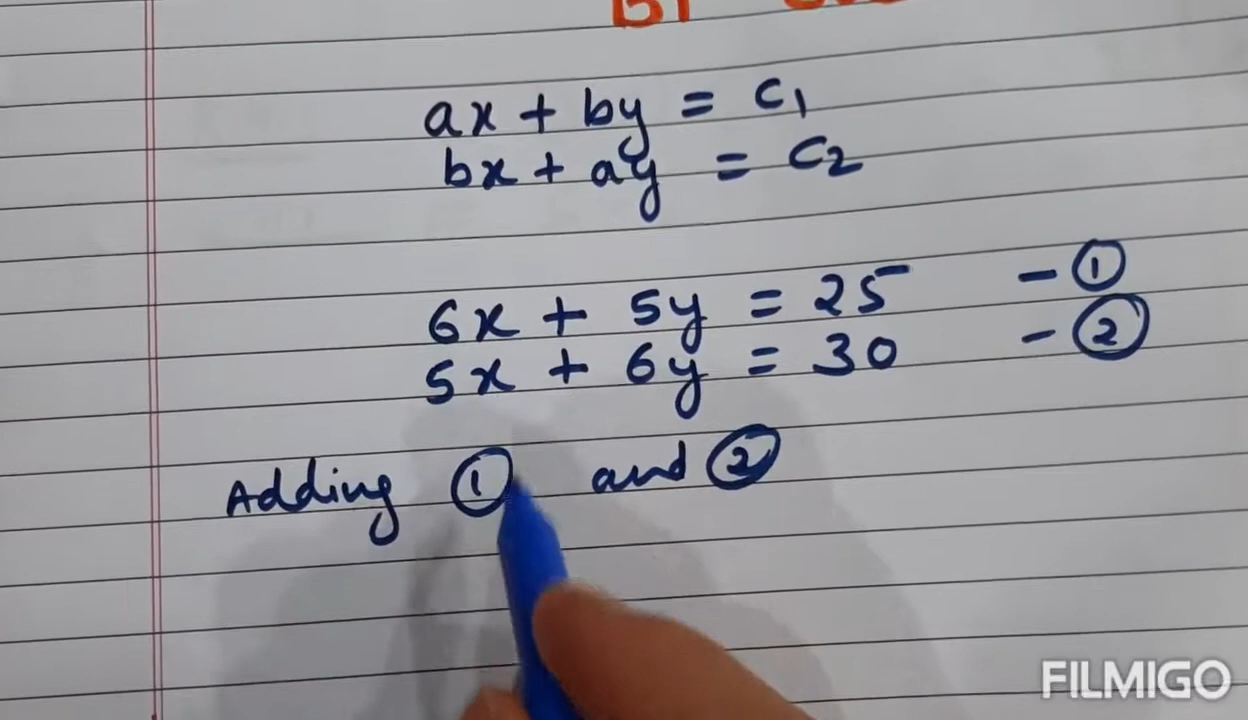 ax + by = c₁
bx + ay = c₂
6x + 5y = 25 - ①
5x + 6y = 30 - ②
Adding ① and ②
FILMIGO